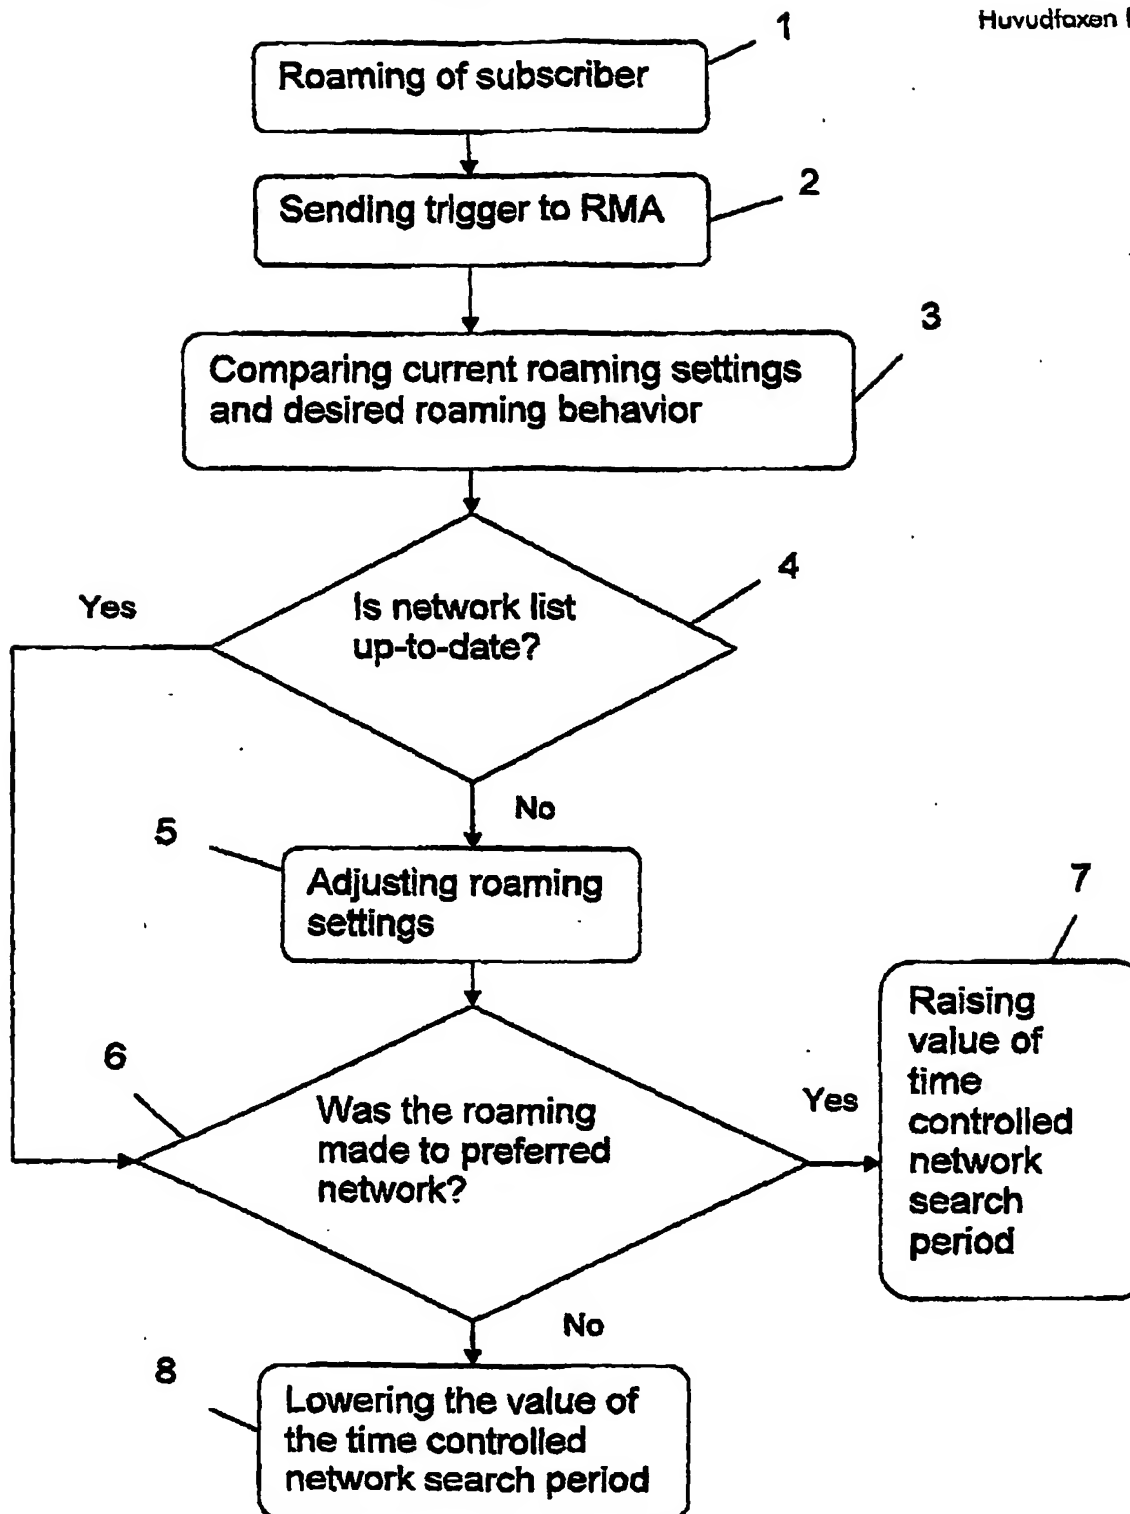 Huvudfaxen
1
Roaming of subscriber
2
Sending trigger to RMA
3
Comparing current roaming settings
and desired roaming behavior
4
Yes
Is network list
up-to-date?
No
5
Adjusting roaming
settings
7
Raising
value of
time
controlled
network
search
period
6
Yes
Was the roaming
made to preferred
network?
No
8
Lowering the value of
the time controlled
network search period